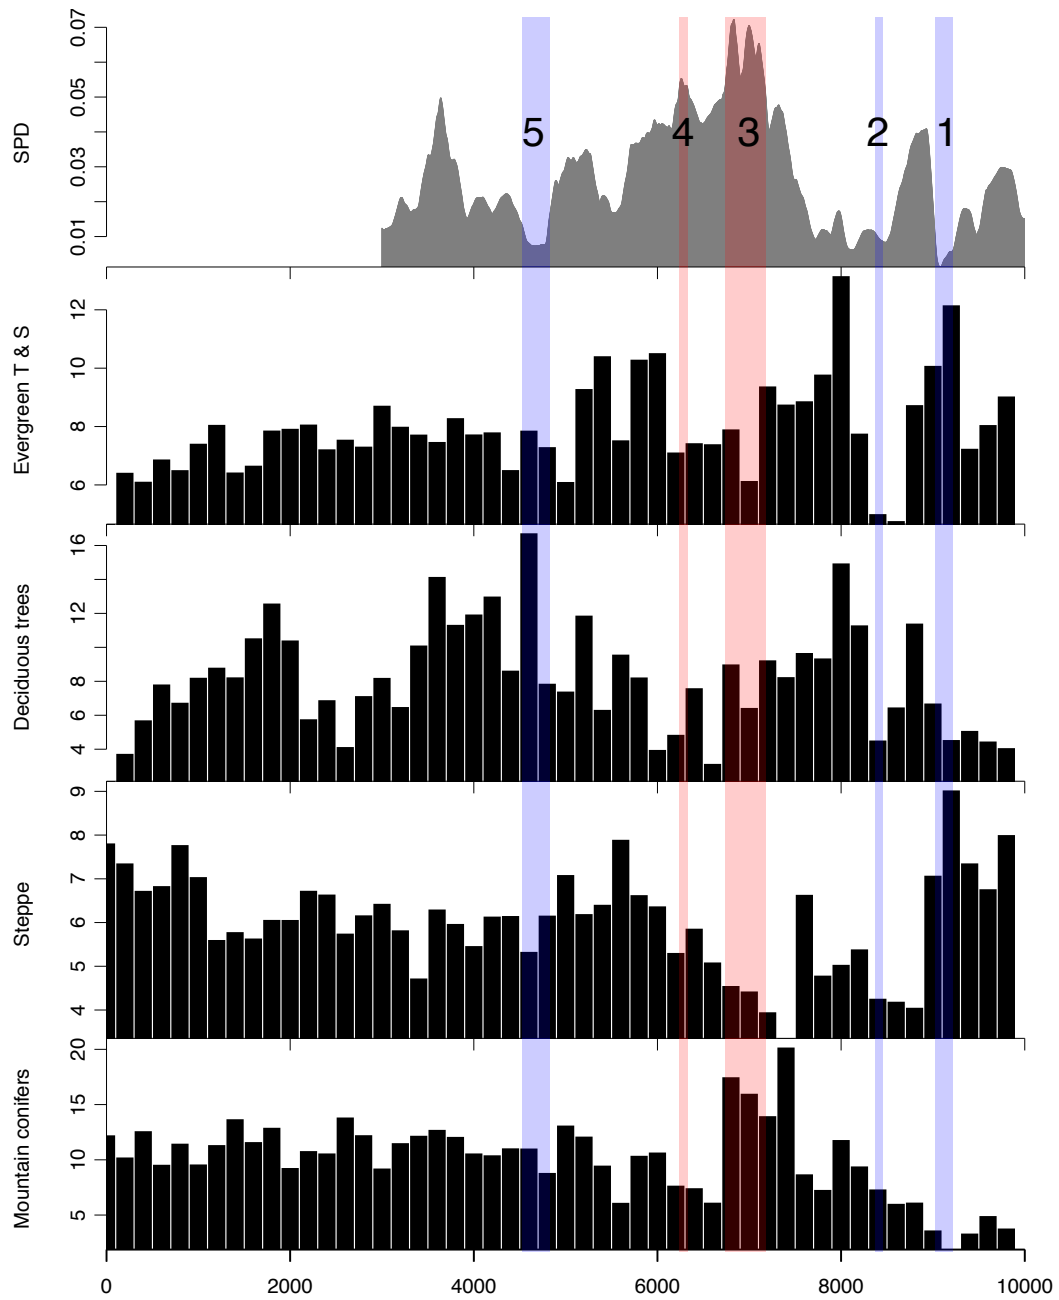 SPD
0.01 0.03 0.05 0.07
5 4 3 2 1
Evergreen T & S
6 8 10 12
Deciduous trees
4 6 8 12 16
Steppe
4 5 6 7 8 9
Mountain conifers
5 10 15 20
0 2000 4000 6000 8000 10000